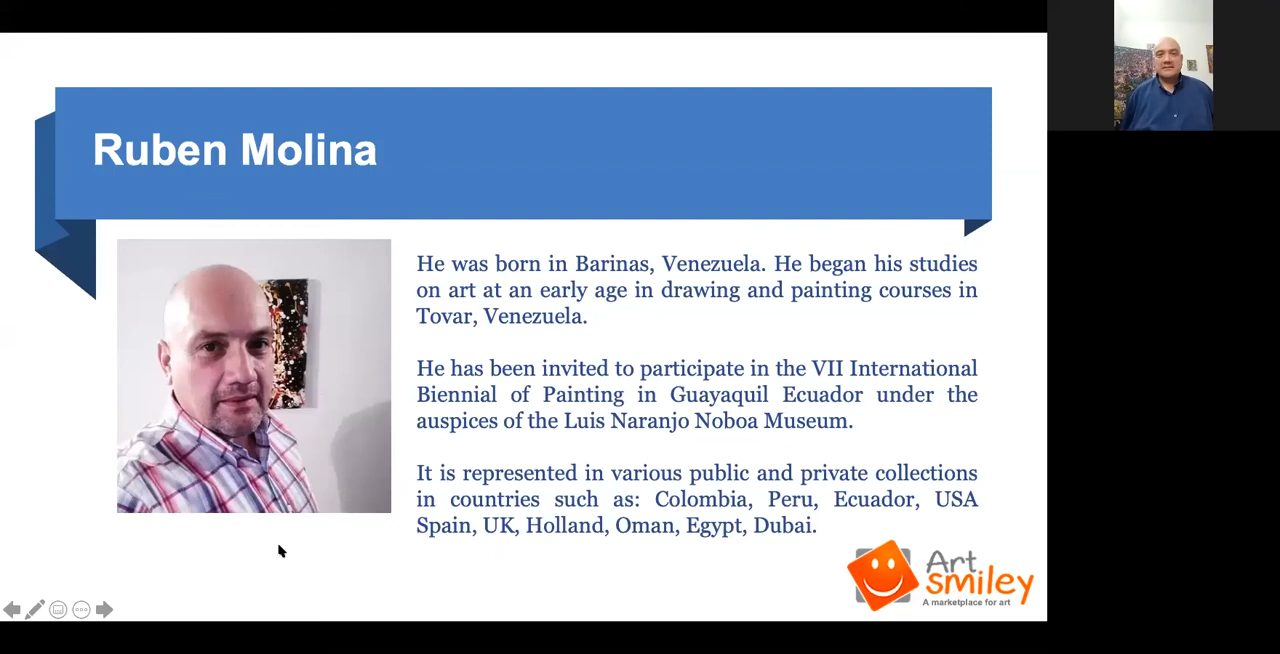 Ruben Molina
He was born in Barinas, Venezuela. He began his studies
on art at an early age in drawing and painting courses in
Tovar, Venezuela.
He has been invited to participate in the VII International
Biennial of Painting in Guayaquil Ecuador under the
auspices of the Luis Naranjo Noboa Museum.
It is represented in various public and private collections
in countries such as: Colombia, Peru, Ecuador, USA
Spain, UK, Holland, Oman, Egypt, Dubai.
Art
smiley
A marketplace for art